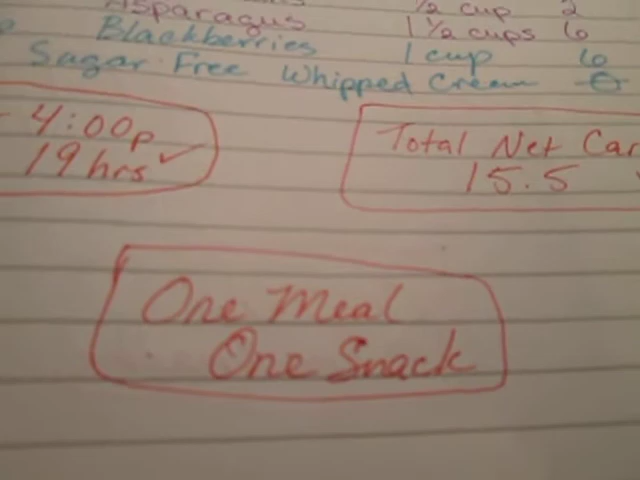 ½ cup 2
Asparagus 1 ½ cups 6
Blackberries 1 cup 6
Sugar Free Whipped Cream 0
- 4:00p
19 hrs ✓
Total Net Car
15.5
One Meal
One Snack